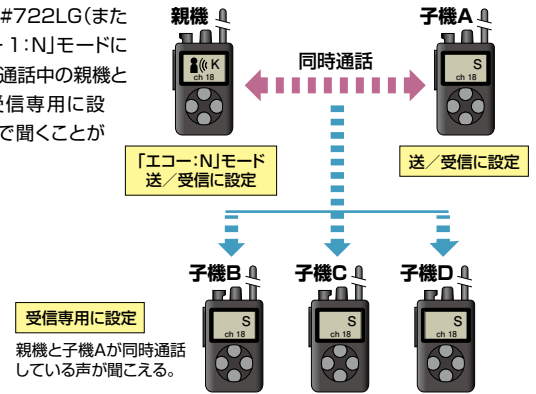 #722LG(また
ー1:N」モードに
通話中の親機と
受信専用に設
で聞くことが
親機
子機A
K
ch 18
同時通話
S
ch 18
「エコー:N」モード
送／受信に設定
送／受信に設定
子機B
子機C
子機D
受信専用に設定
親機と子機Aが同時通話
している声が聞こえる。
S
ch 18
S
ch 18
S
ch 18